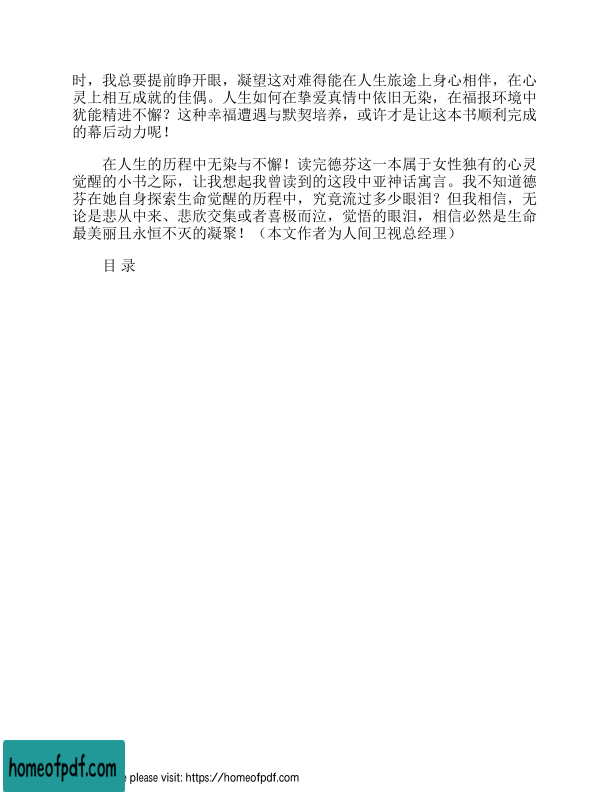 时，我总要提前睁开眼，凝望这对难得能在人生旅途上身心相伴，在心
灵上相互成就的佳偶。人生如何在挚爱真情中依旧无染，在福报环境中
犹能精进不懈？这种幸福遭遇与默契培养，或许才是让这本书顺利完成
的幕后动力呢！
在人生的历程中无染与不懈！读完德芬这一本属于女性独有的心灵
觉醒的小书之际，让我想起我曾读到的这段中亚神话寓言。我不知道德
芬在她自身探索生命觉醒的历程中，究竟流过多少眼泪？但我相信，无
论是悲从中来、悲欣交集或者喜极而泣，觉悟的眼泪，相信必然是生命
最美丽且永恒不灭的凝聚！（本文作者为人间卫视总经理）
目 录
homeofpdf.com
e please visit: https://homeofpdf.com